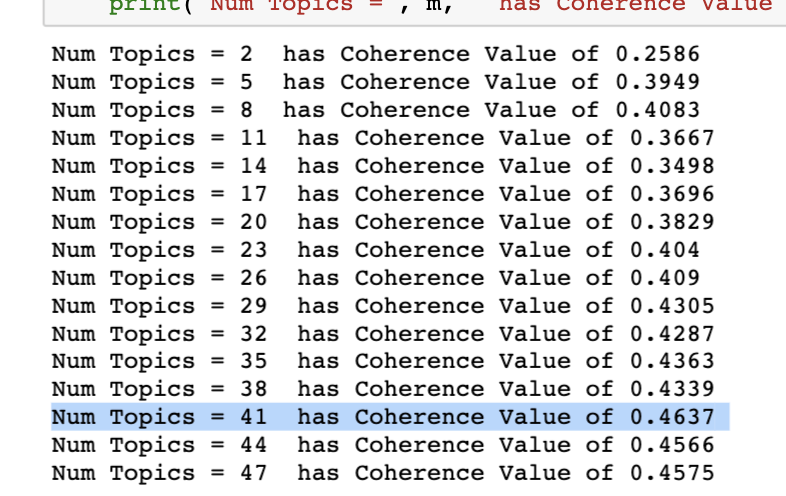 print( Num Topics = , m, has Coherence Value
Num Topics = 2 has Coherence Value of 0.2586
Num Topics = 5 has Coherence Value of 0.3949
Num Topics = 8 has Coherence Value of 0.4083
Num Topics = 11 has Coherence Value of 0.3667
Num Topics = 14 has Coherence Value of 0.3498
Num Topics = 17 has Coherence Value of 0.3696
Num Topics = 20 has Coherence Value of 0.3829
Num Topics = 23 has Coherence Value of 0.404
Num Topics = 26 has Coherence Value of 0.409
Num Topics = 29 has Coherence Value of 0.4305
Num Topics = 32 has Coherence Value of 0.4287
Num Topics = 35 has Coherence Value of 0.4363
Num Topics = 38 has Coherence Value of 0.4339
Num Topics = 41 has Coherence Value of 0.4637
Num Topics = 44 has Coherence Value of 0.4566
Num Topics = 47 has Coherence Value of 0.4575